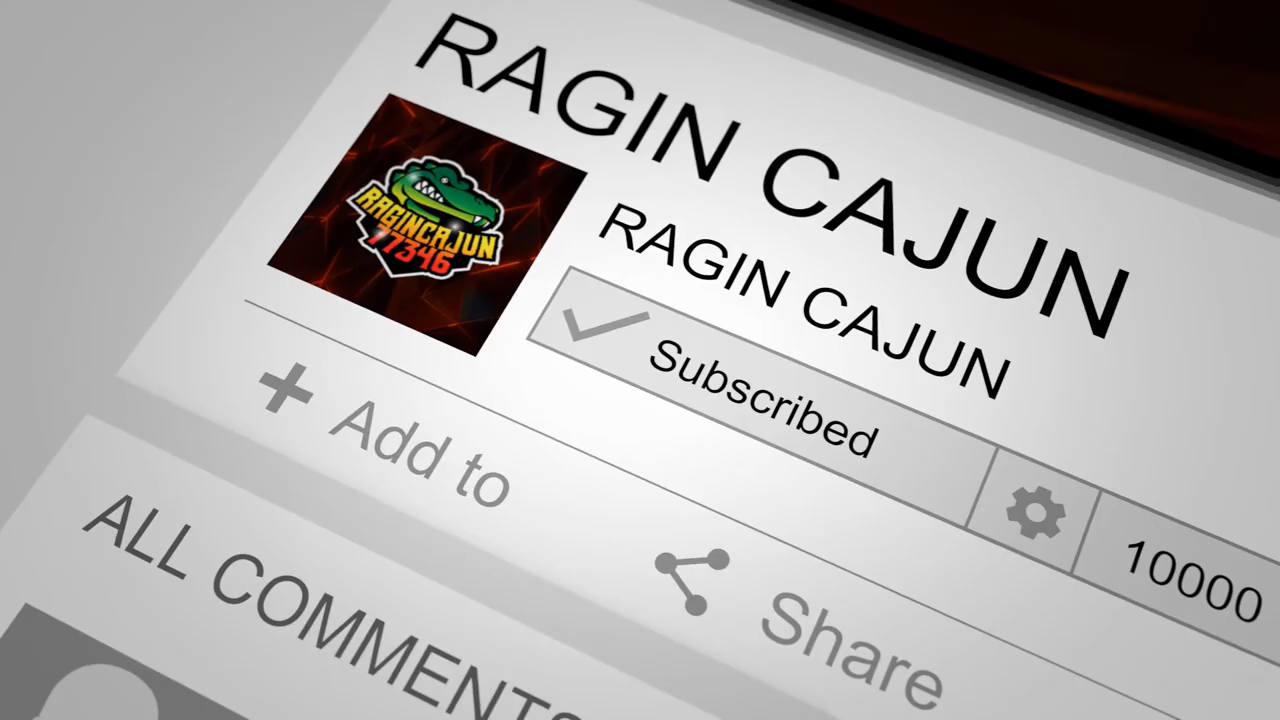 RAGIN CAJUN
RAGINCAJUN
77346
RAGIN CAJUN
Subscribed
10000
Add to
Share
ALL COMMENTS